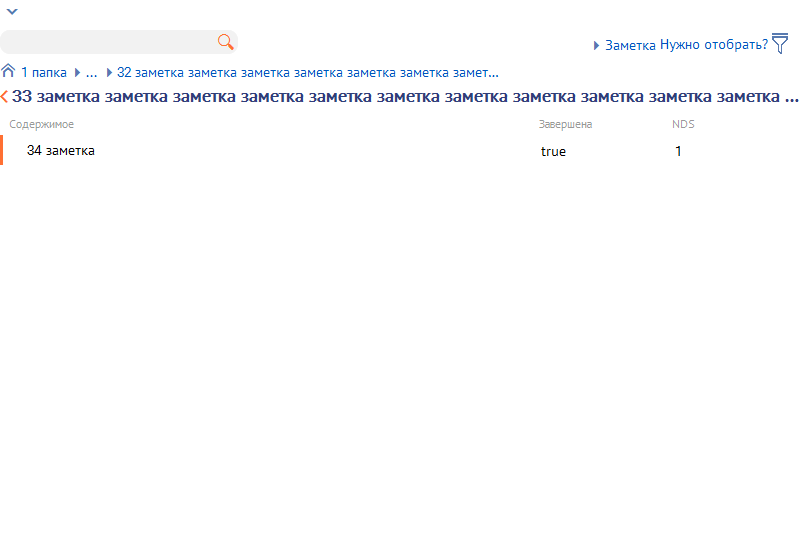 Заметка Нужно отобрать?
1 папка ... 32 заметка заметка заметка заметка заметка заметка замет...
33 заметка заметка заметка заметка заметка заметка заметка заметка заметка заметка заметка ...
Содержимое Завершена NDS
34 заметка true 1